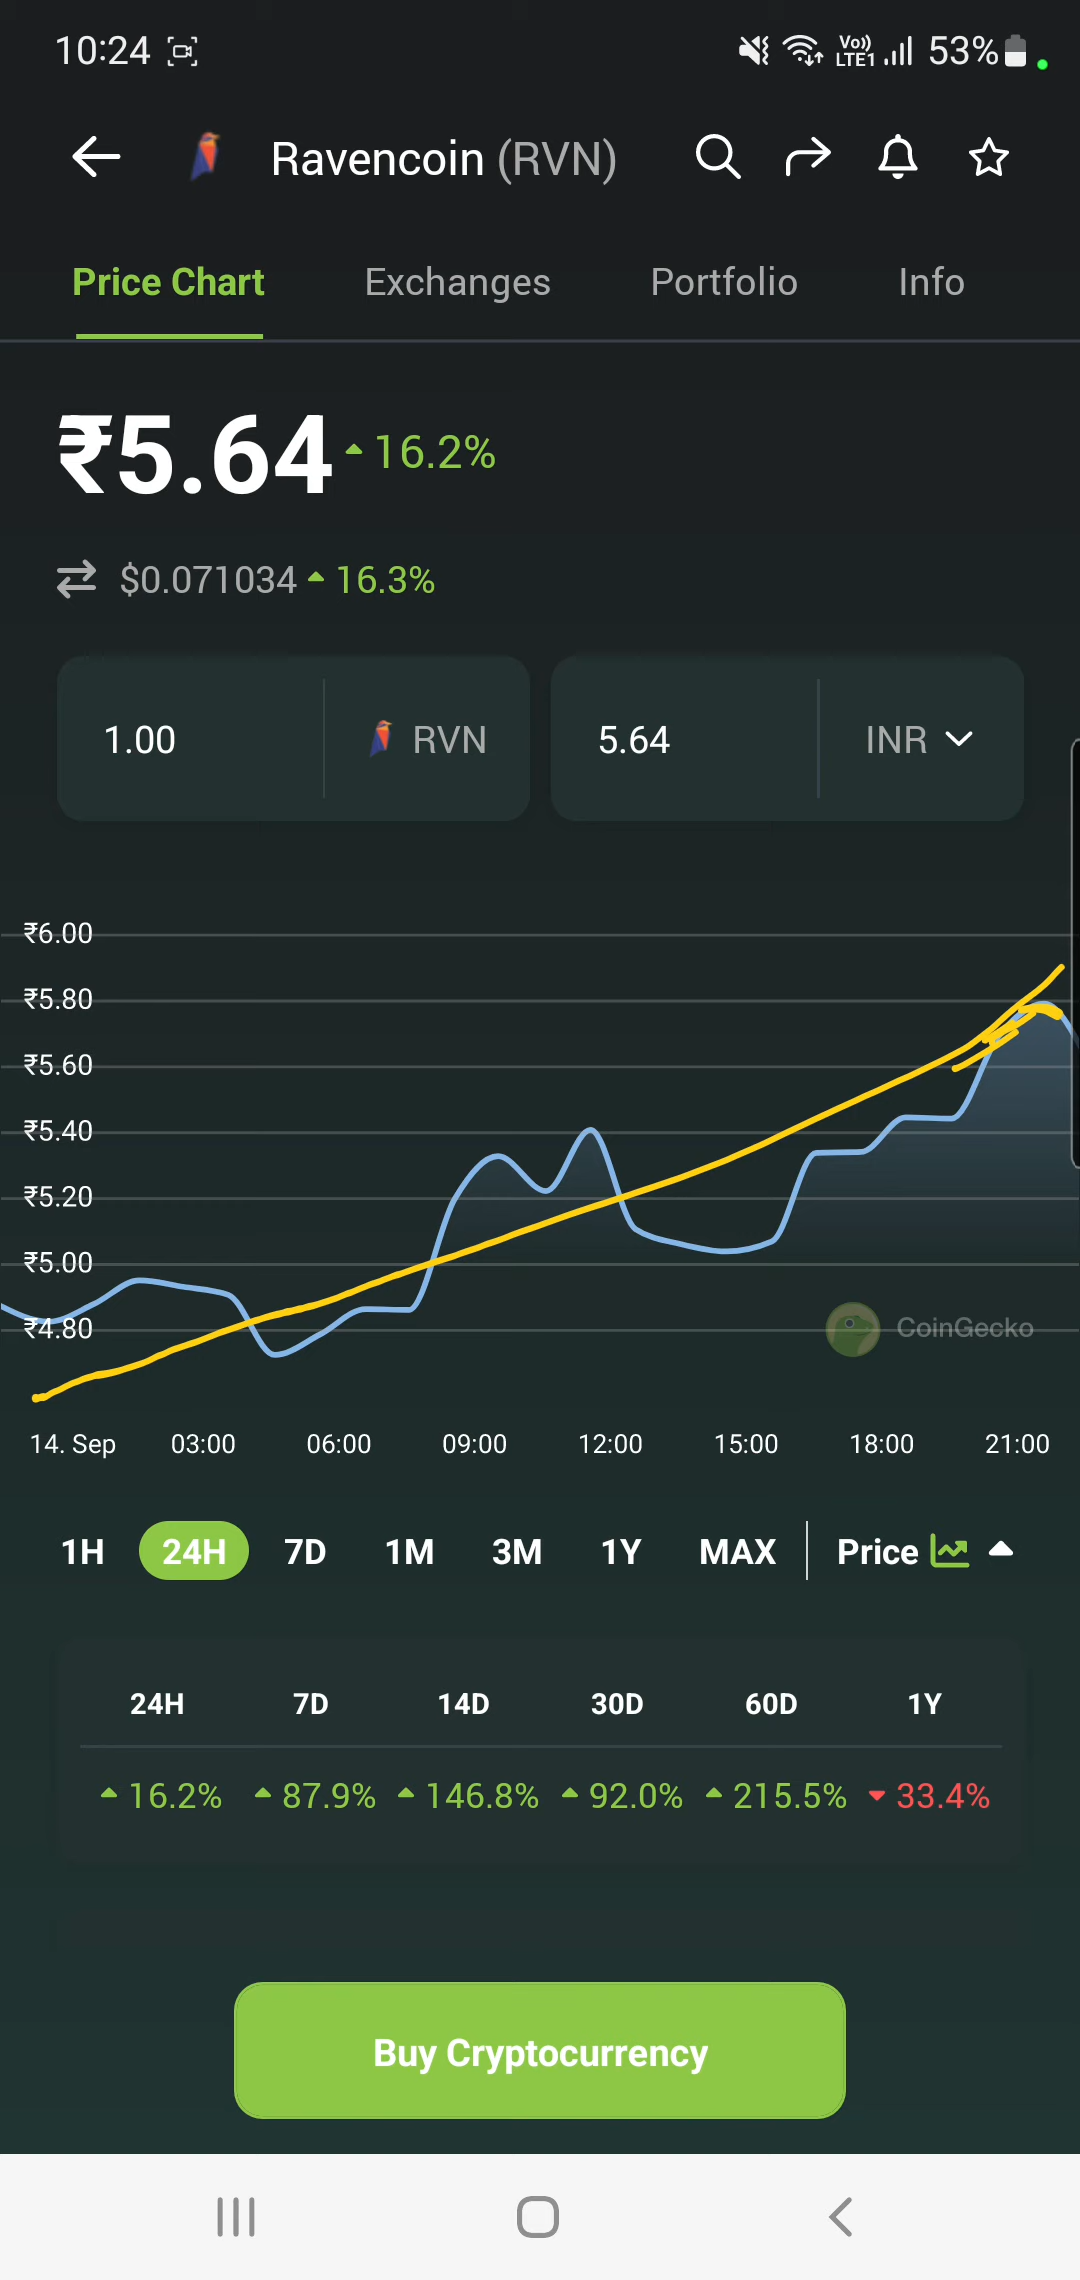 10:24 Vo)) LTE1 53%
Ravencoin (RVN)
Price Chart Exchanges Portfolio Info
₹5.64 16.2%
$0.071034 16.3%
1.00 RVN 5.64 INR
₹6.00
₹5.80
₹5.60
₹5.40
₹5.20
₹5.00
₹4.80
CoinGecko
14. Sep 03:00 06:00 09:00 12:00 15:00 18:00 21:00
1H 24H 7D 1M 3M 1Y MAX Price
24H 7D 14D 30D 60D 1Y
16.2% 87.9% 146.8% 92.0% 215.5% 33.4%
Buy Cryptocurrency